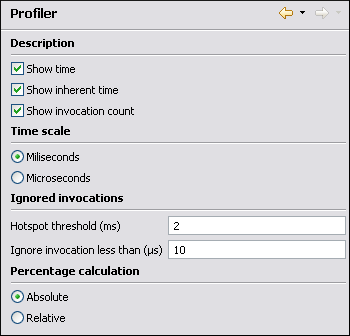 Profiler
Description
Show time
Show inherent time
Show invocation count
Time scale
Miliseconds
Microseconds
Ignored invocations
Hotspot threshold (ms) 2
Ignore invocation less than (µs) 10
Percentage calculation
Absolute
Relative